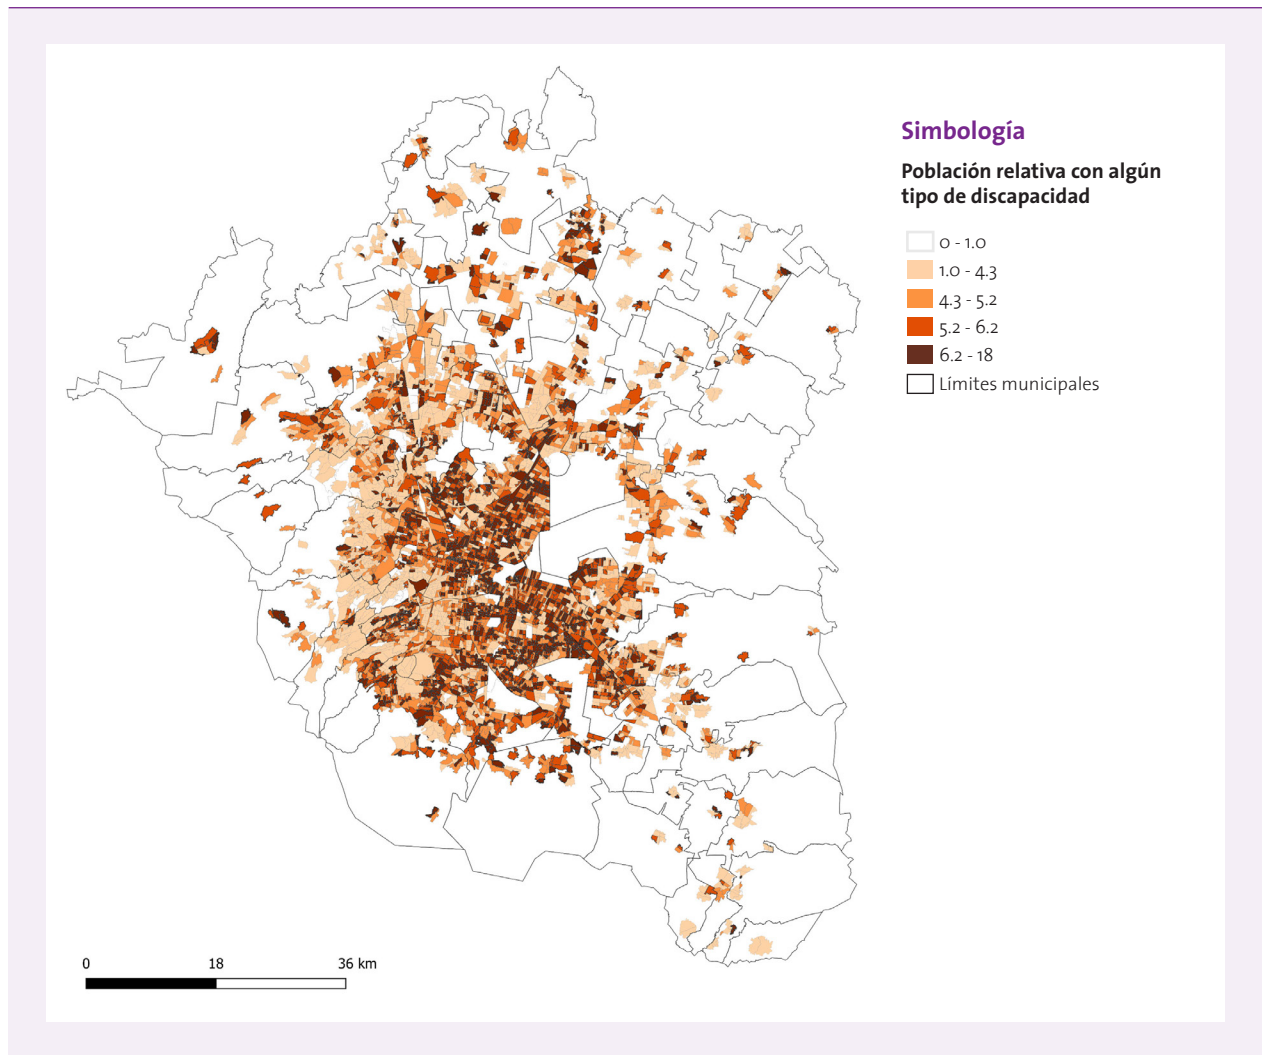 Simbología
Población relativa con algún
tipo de discapacidad
0 - 1.0
1.0 - 4.3
4.3 - 5.2
5.2 - 6.2
6.2 - 18
Límites municipales
0 18 36 km